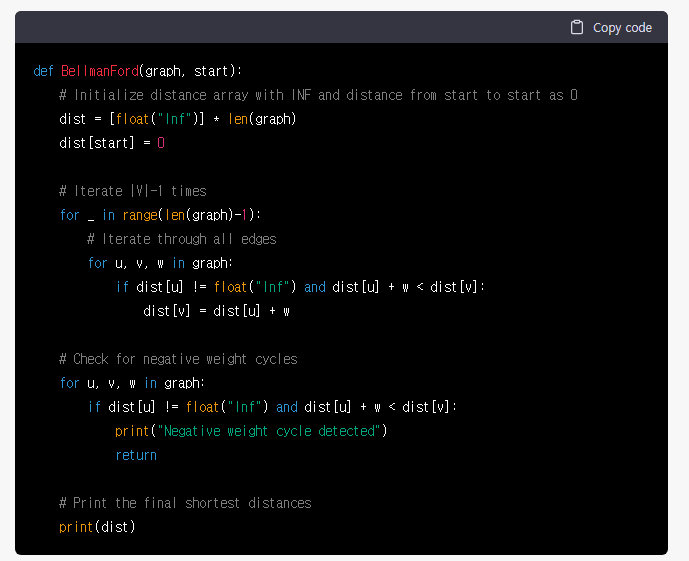 Copy code
def BellmanFord(graph, start):
    # Initialize distance array with INF and distance from start to start as 0
    dist = [float("Inf")] * len(graph)
    dist[start] = 0
    # Iterate |V|-1 times
    for _ in range(len(graph)-1):
        # Iterate through all edges
        for u, v, w in graph:
            if dist[u] != float("Inf") and dist[u] + w < dist[v]:
                dist[v] = dist[u] + w
    # Check for negative weight cycles
    for u, v, w in graph:
        if dist[u] != float("Inf") and dist[u] + w < dist[v]:
            print("Negative weight cycle detected")
            return
    # Print the final shortest distances
    print(dist)